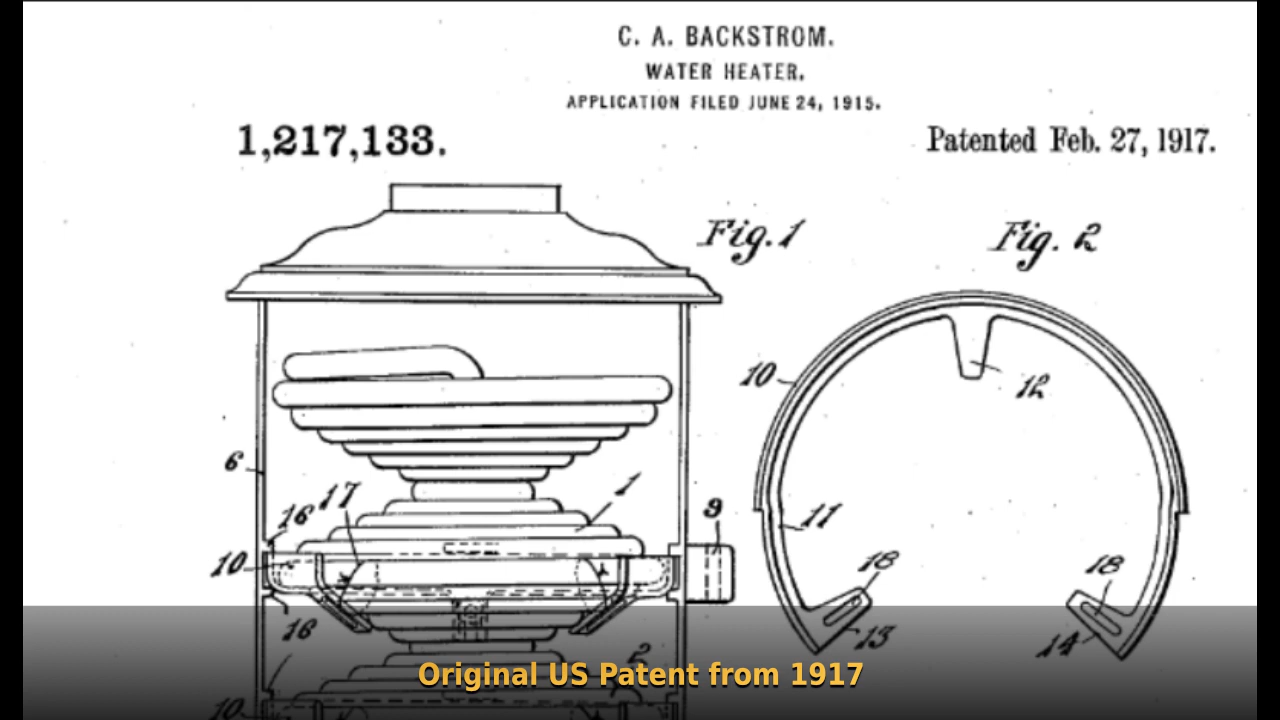 C. A. BACKSTROM.
WATER HEATER.
APPLICATION FILED JUNE 24, 1915.
1,217,133.
Patented Feb. 27, 1917.
Fig. 1
Fig. 2
10
12
6
17
1
16
9
11
10
18
18
16
13
14
2
10
Original US Patent from 1917